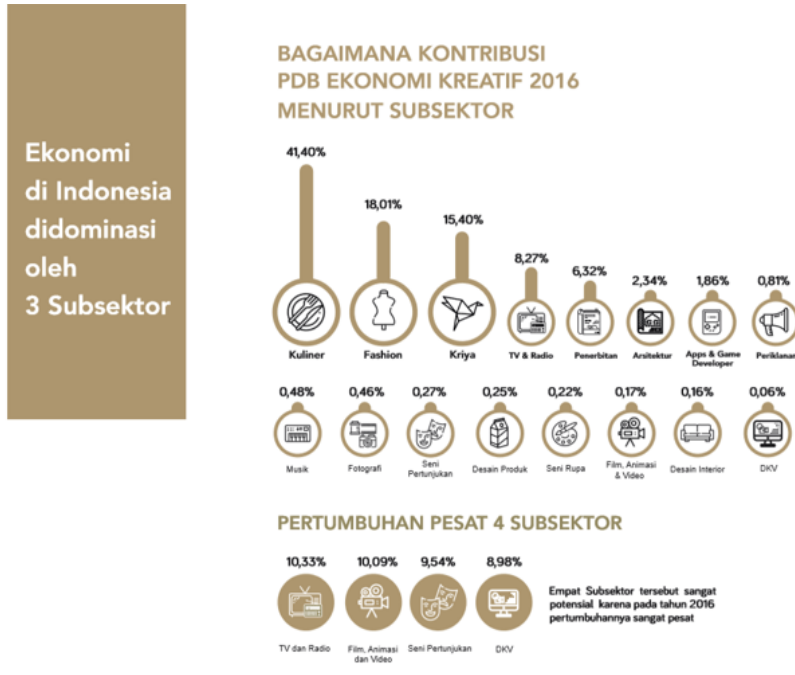 Ekonomi
di Indonesia
didominasi
oleh
3 Subsektor
BAGAIMANA KONTRIBUSI
PDB EKONOMI KREATIF 2016
MENURUT SUBSEKTOR
41,40%
18,01%
15,40%
8,27%
6,32%
2,34%
1,86%
0,81%
Kuliner
Fashion
Kriya
TV & Radio
Penerbitan
Arsitektur
Apps & Game
Developer
Periklanan
0,48%
0,46%
0,27%
0,25%
0,22%
0,17%
0,16%
0,06%
Musik
Fotografi
Seni
Pertunjukan
Desain Produk
Seni Rupa
Film, Animasi
& Video
Desain Interior
DKV
PERTUMBUHAN PESAT 4 SUBSEKTOR
10,33%
10,09%
9,54%
8,98%
TV dan Radio
Film, Animasi
dan Video
Seni Pertunjukan
DKV
Empat Subsektor tersebut sangat
potensial karena pada tahun 2016
pertumbuhannya sangat pesat